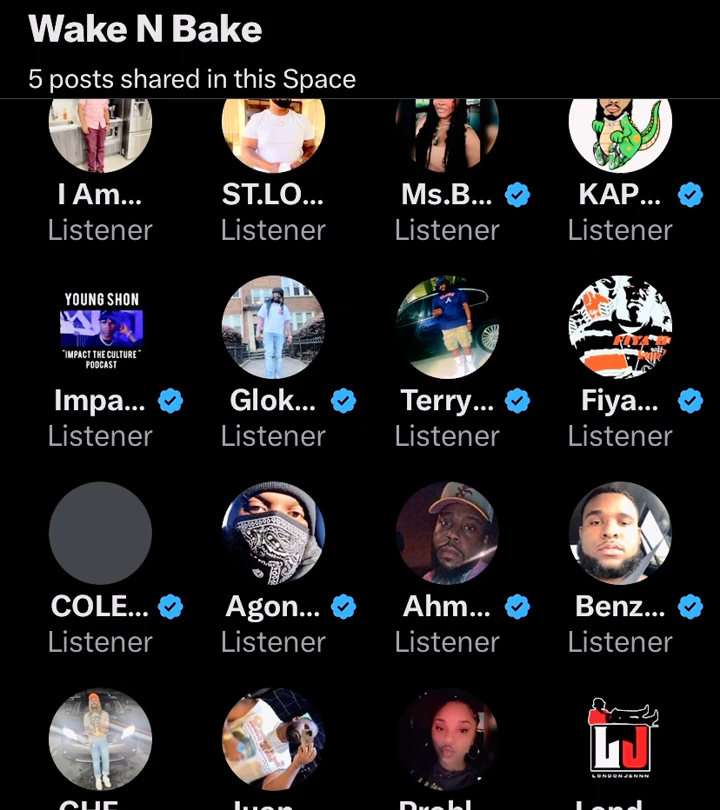 Wake N Bake
5 posts shared in this Space
I Am... ST.LO... Ms.B... KAP...
Listener Listener Listener Listener
YOUNG SHON
"IMPACT THE CULTURE"
PODCAST
Impa... Glok... Terry... Fiya...
Listener Listener Listener Listener
COLE... Agon... Ahm... Benz...
Listener Listener Listener Listener
LJ
LONDONJENNN